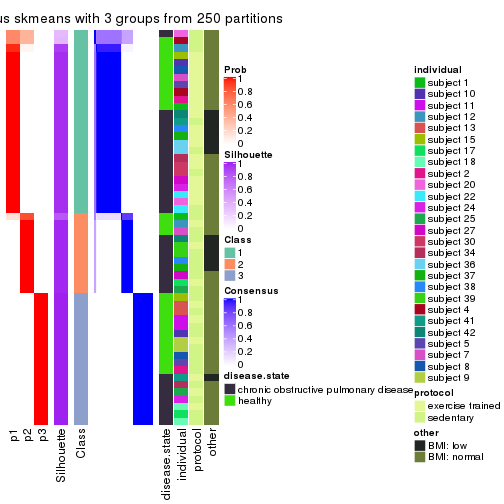 us skmeans with 3 groups from 250 partitions
Prob
1
0.8
0.6
0.4
0.2
0
Silhouette
1
0.8
0.6
0.4
0.2
0
Class
1
2
3
Consensus
1
0.8
0.6
0.4
0.2
0
disease.state
chronic obstructive pulmonary disease
healthy
individual
subject 1
subject 10
subject 11
subject 12
subject 13
subject 15
subject 17
subject 18
subject 2
subject 20
subject 22
subject 24
subject 25
subject 27
subject 30
subject 34
subject 36
subject 37
subject 38
subject 39
subject 4
subject 41
subject 42
subject 5
subject 7
subject 8
subject 9
protocol
exercise trained
sedentary
other
BMI: low
BMI: normal
p1
p2
p3
Silhouette
Class
disease.state
individual
protocol
other